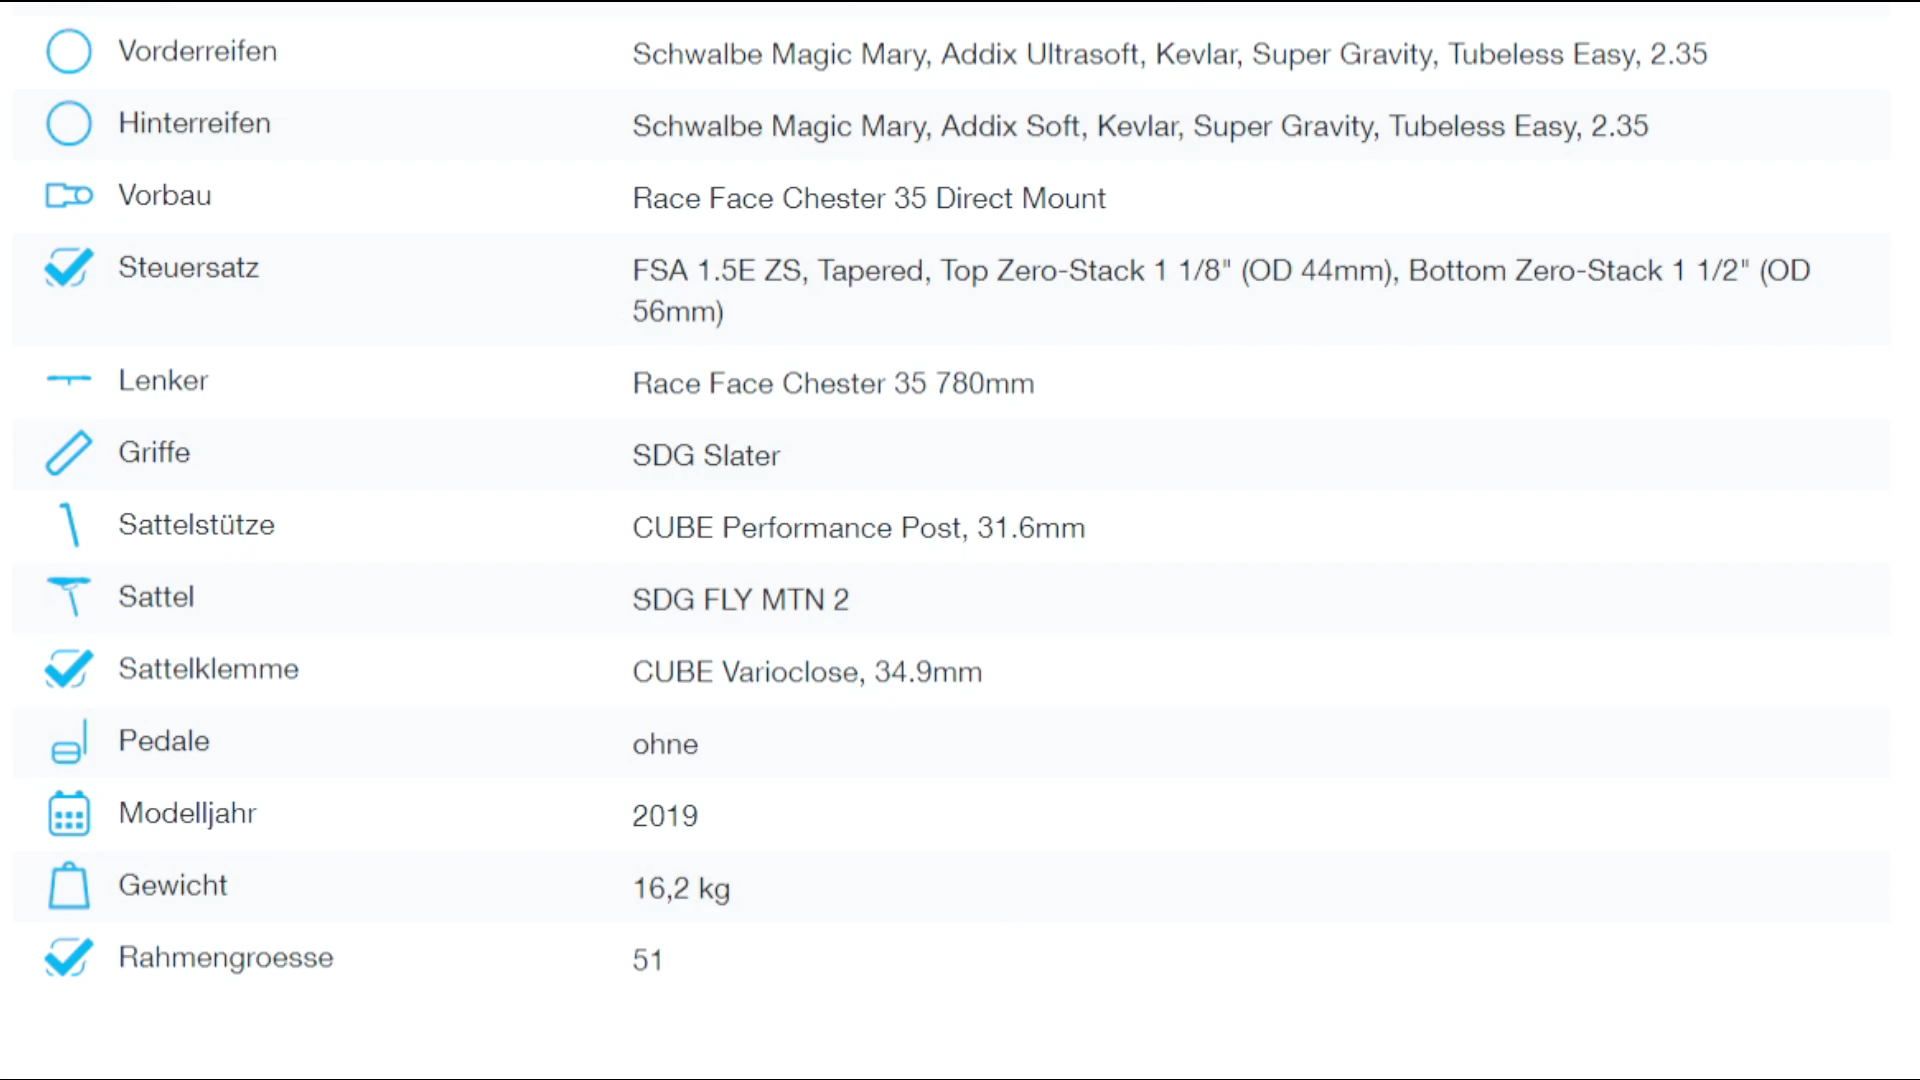 Vorderreifen Schwalbe Magic Mary, Addix Ultrasoft, Kevlar, Super Gravity, Tubeless Easy, 2.35
Hinterreifen Schwalbe Magic Mary, Addix Soft, Kevlar, Super Gravity, Tubeless Easy, 2.35
Vorbau Race Face Chester 35 Direct Mount
Steuersatz FSA 1.5E ZS, Tapered, Top Zero-Stack 1 1/8" (OD 44mm), Bottom Zero-Stack 1 1/2" (OD
56mm)
Lenker Race Face Chester 35 780mm
Griffe SDG Slater
Sattelstütze CUBE Performance Post, 31.6mm
Sattel SDG FLY MTN 2
Sattelklemme CUBE Varioclose, 34.9mm
Pedale ohne
Modelljahr 2019
Gewicht 16,2 kg
Rahmengroesse 51